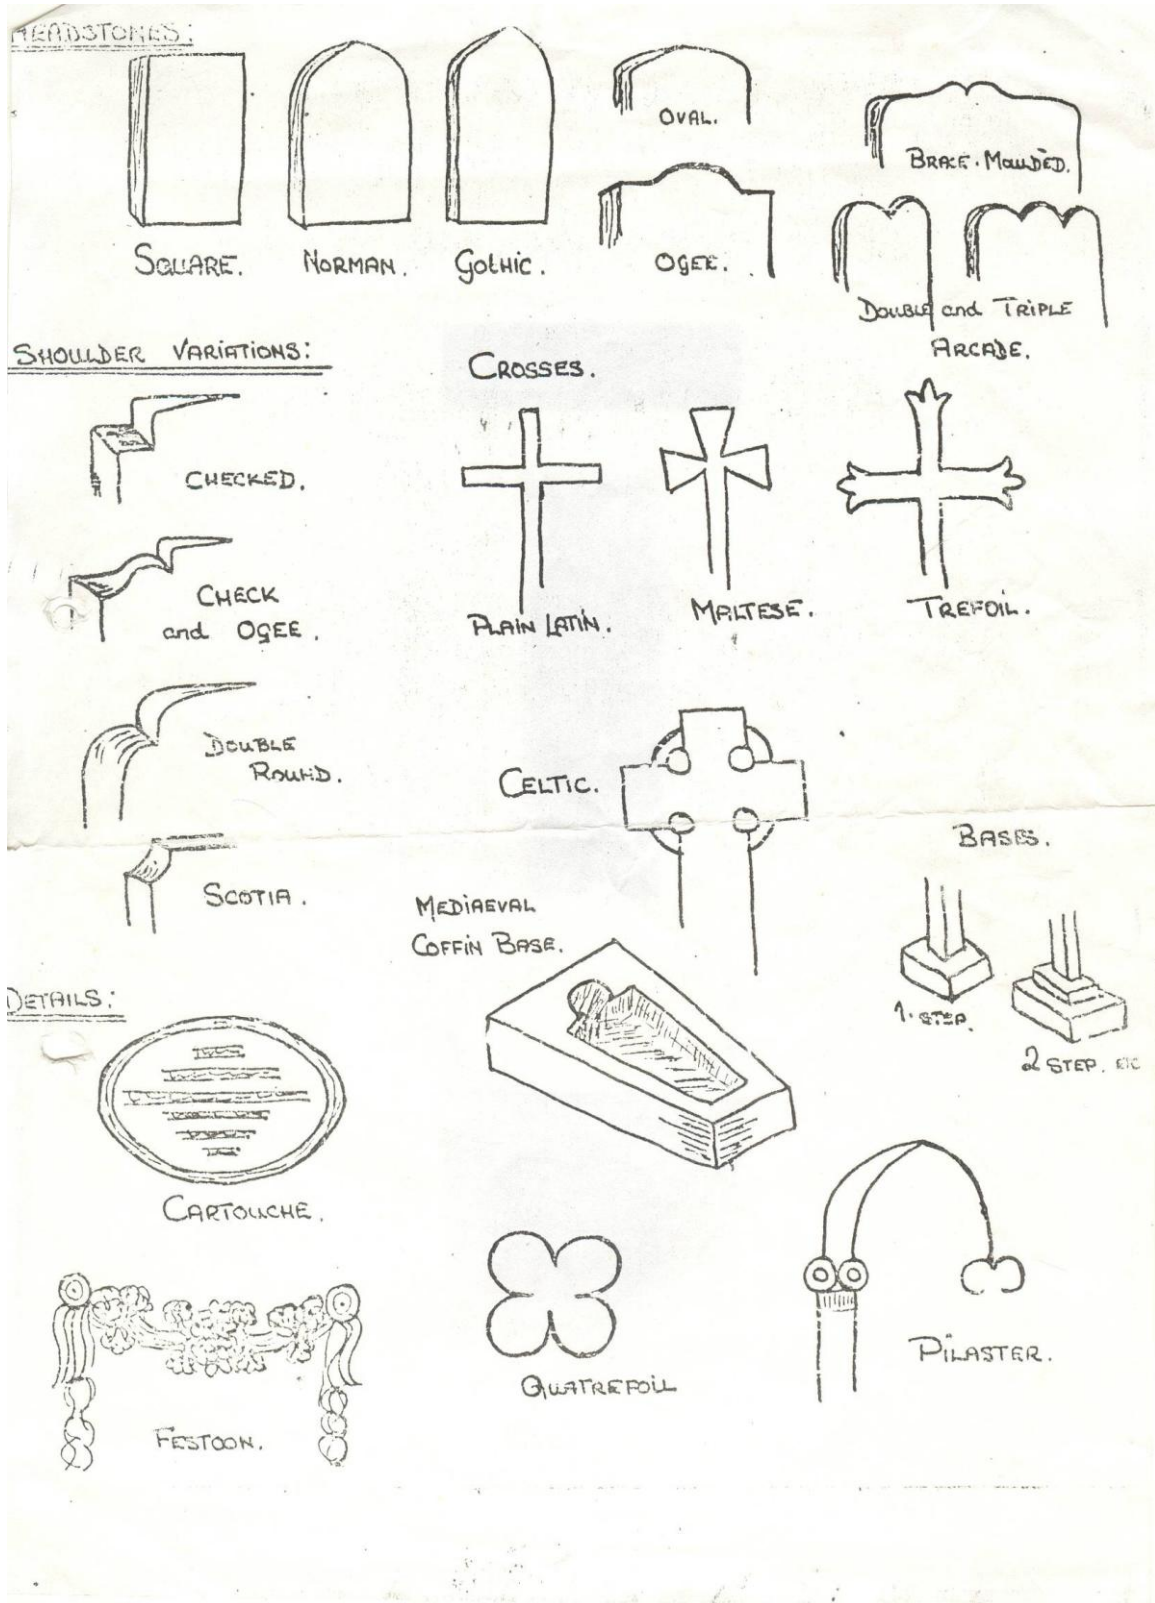 HEADSTONES:
OVAL.
BRACE-MOULDED.
SQUARE.
NORMAN.
GOTHIC.
OGEE.
DOUBLE and TRIPLE
ARCADE.
SHOULDER VARIATIONS:
CROSSES.
CHECKED.
CHECK
and OGEE.
PLAIN LATIN.
MALTESE.
TREFOIL.
DOUBLE
ROUND.
CELTIC.
BASES.
SCOTIA.
MEDIAEVAL
COFFIN BASE.
DETAILS:
1. STEP.
2 STEP. ETC
CARTOUCHE.
QUATREFOIL
PILASTER.
FESTOON.